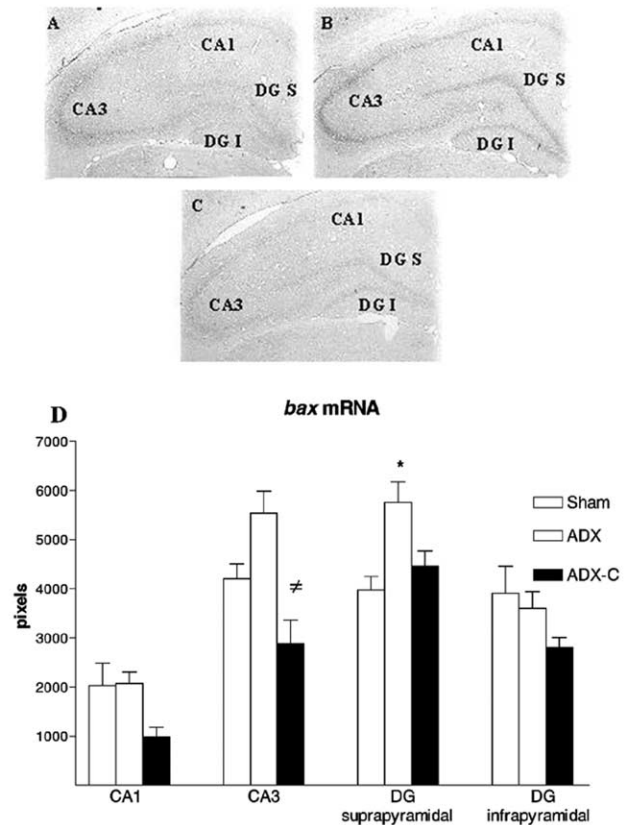 A
CA1
DG S
CA3
DG I
B
CA1
DG S
CA3
DG I
C
CA1
DG S
CA3
DG I
D
bax mRNA
7000
6000
5000
4000
3000
2000
1000
pixels
*
≠
Sham
ADX
ADX-C
CA1
CA3
DG
suprapyramidal
DG
infrapyramidal